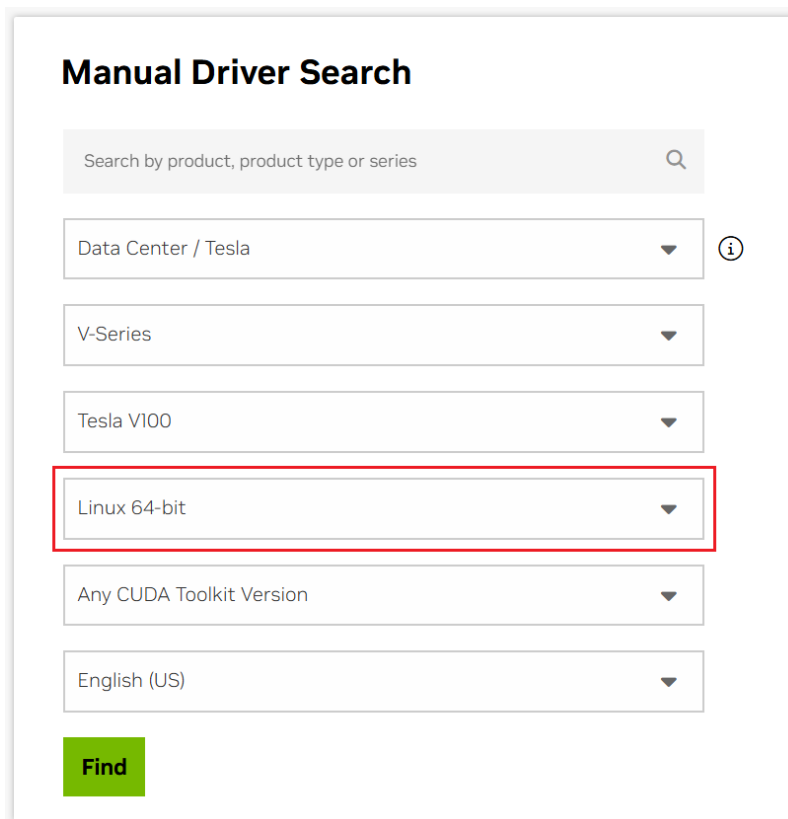 Manual Driver Search
Search by product, product type or series
Data Center / Tesla
V-Series
Tesla V100
Linux 64-bit
Any CUDA Toolkit Version
English (US)
Find